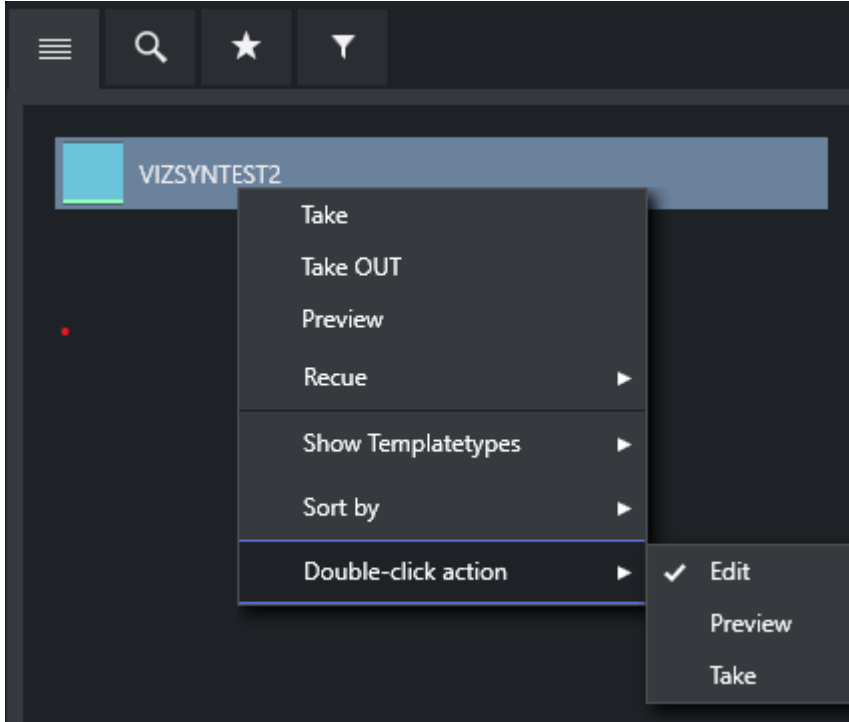 VIZSYNTEST2
Take
Take OUT
Preview
Recue
Show Templatetypes
Sort by
Double-click action
Edit
Preview
Take